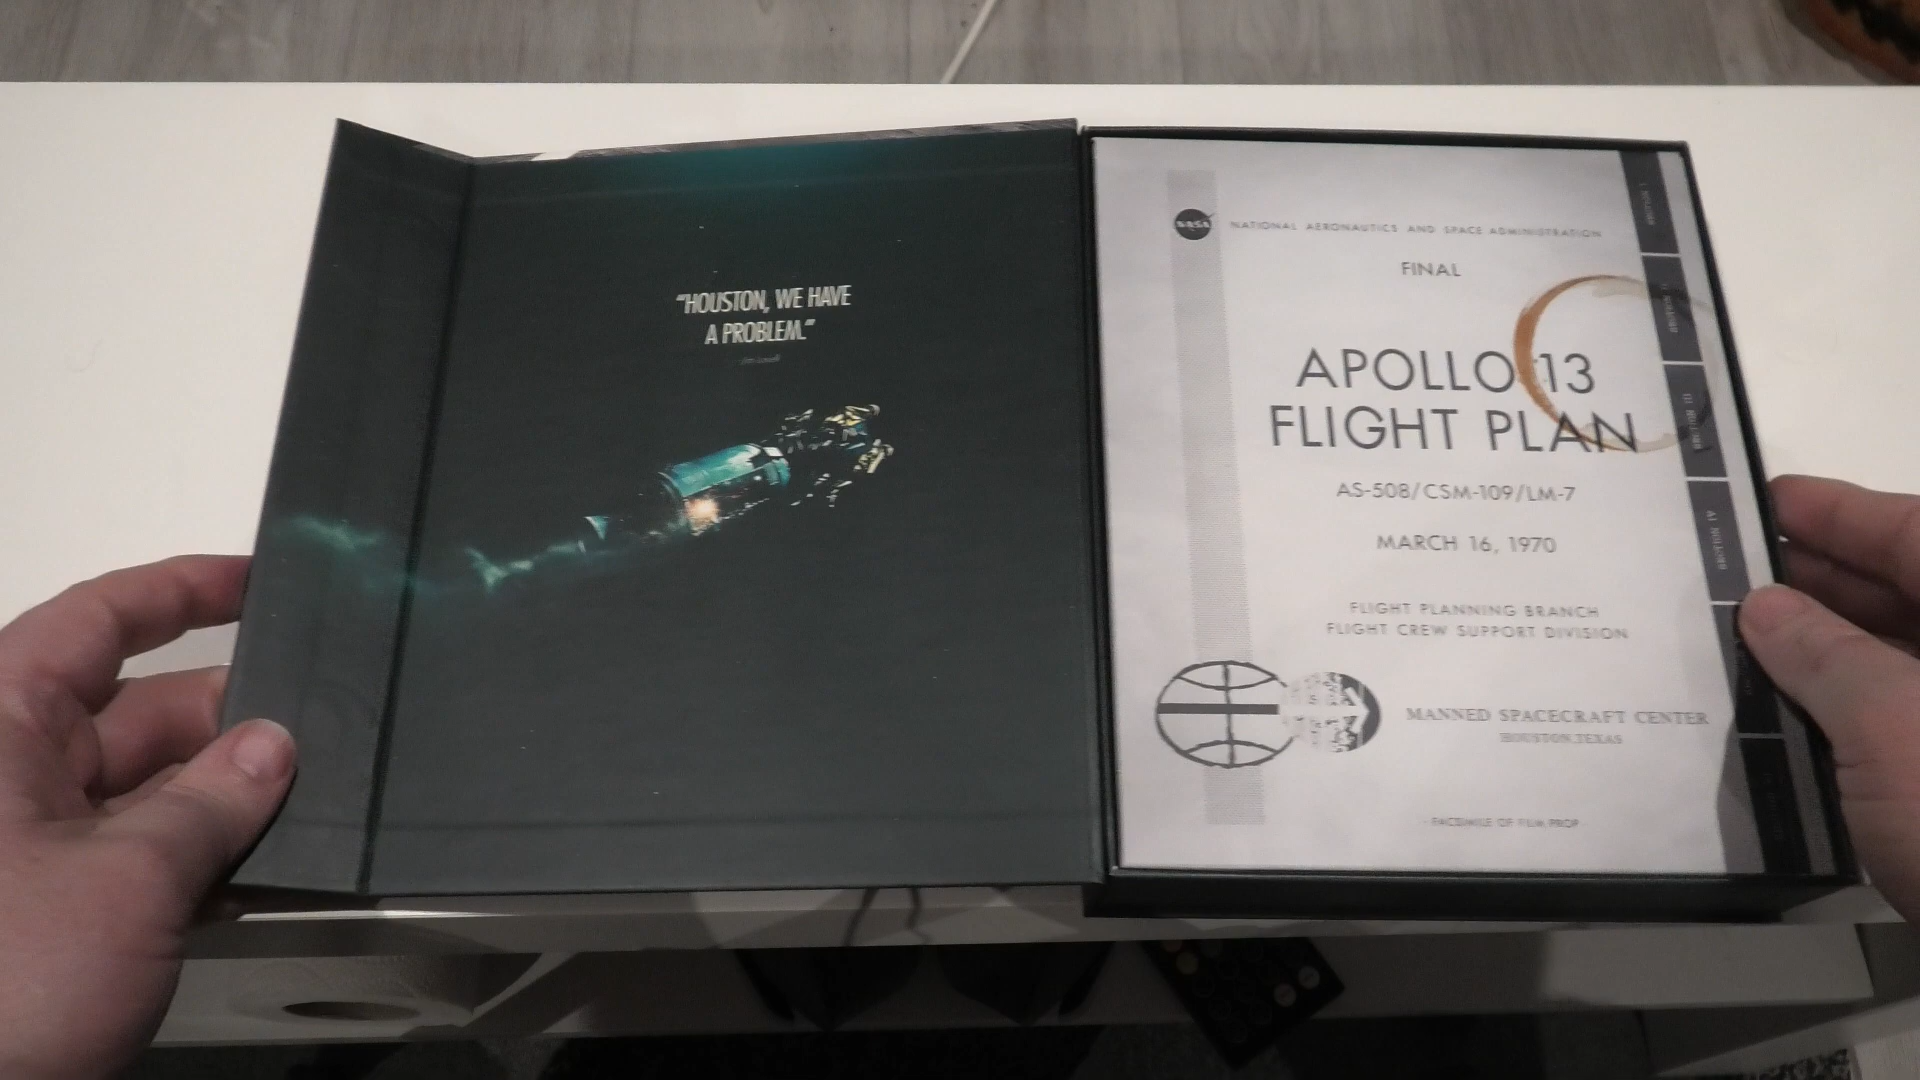 “HOUSTON, WE HAVE
A PROBLEM.”
Jim Lovell
NASA
NATIONAL AERONAUTICS AND SPACE ADMINISTRATION
FINAL
APOLLO 13
FLIGHT PLAN
AS-508/CSM-109/LM-7
MARCH 16, 1970
FLIGHT PLANNING BRANCH
FLIGHT CREW SUPPORT DIVISION
MANNED SPACECRAFT CENTER
HOUSTON, TEXAS
FACSIMILE OF FILM PROP